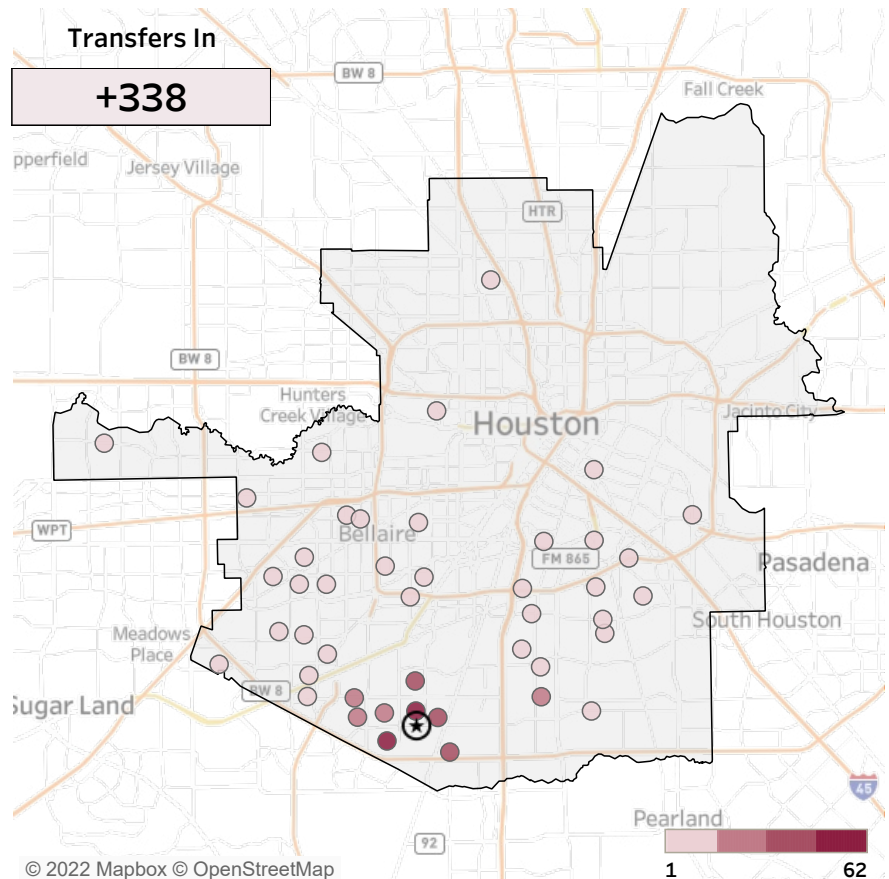 Transfers In
+338
BW 8
Fall Creek
pperfield
Jersey Village
HTR
BW 8
Hunters
Creek Village
Jacinto City
Houston
WPT
Bellaire
FM 865
Pasadena
South Houston
Meadows
Place
BW 8
Sugar Land
45
Pearland
92
1
62
© 2022 Mapbox © OpenStreetMap